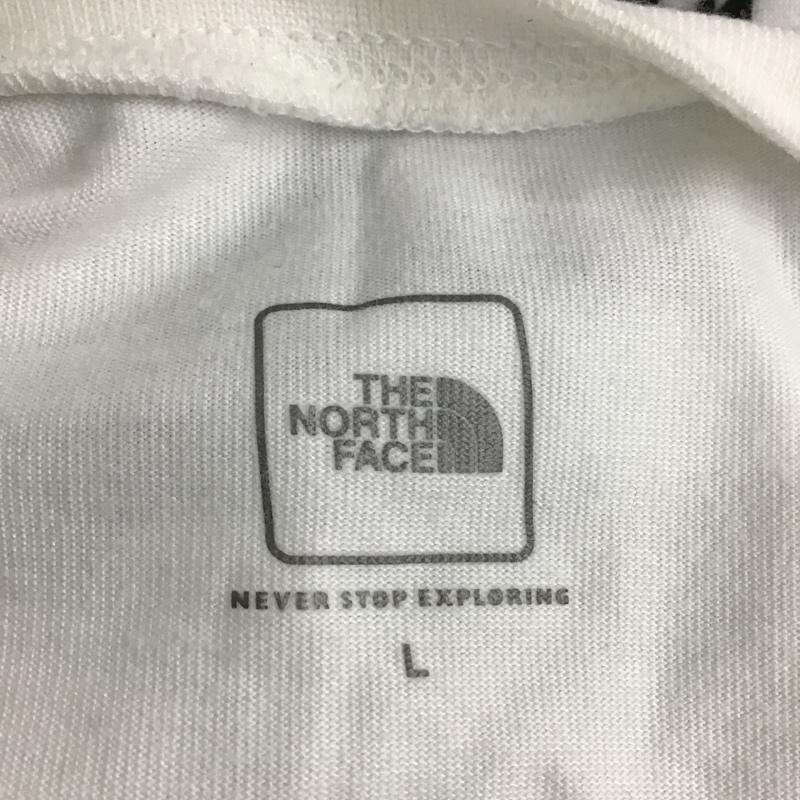 THE
NORTH
FACE
NEVER STOP EXPLORING
L